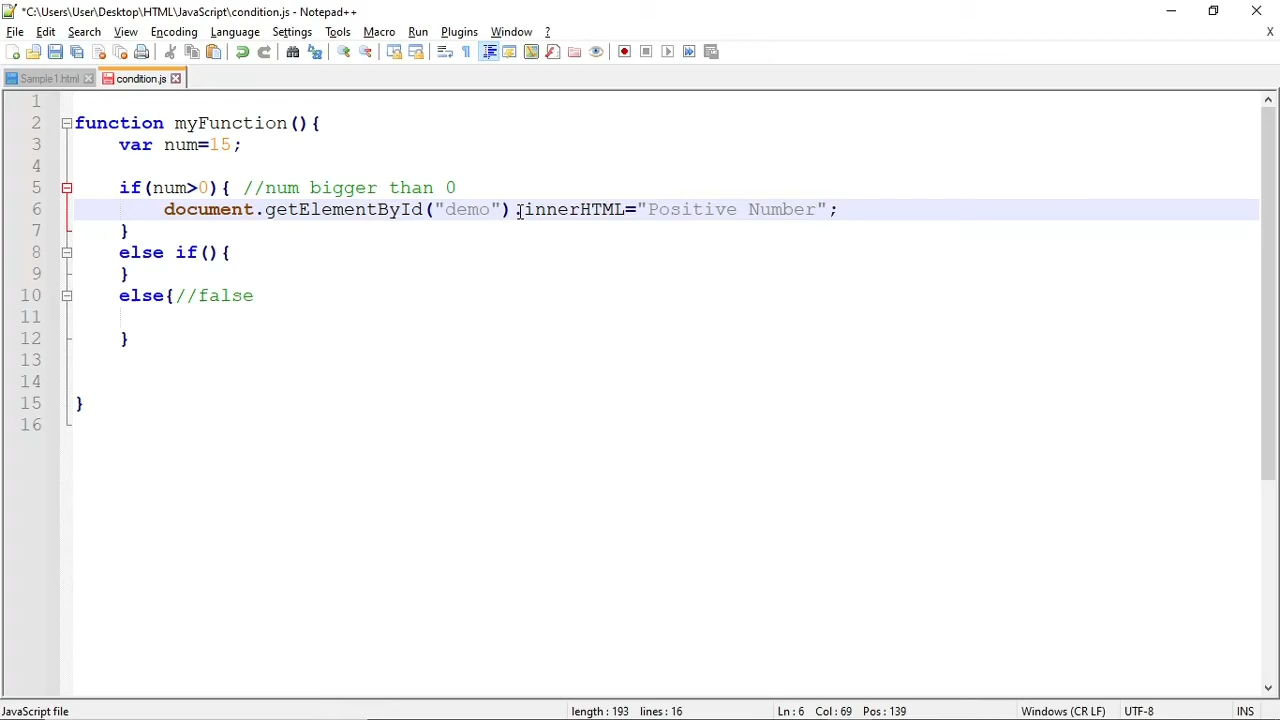 *C:\Users\User\Desktop\HTML\JavaScript\condition.js - Notepad++
File Edit Search View Encoding Language Settings Tools Macro Run Plugins Window ? X
Sample1.html condition.js
1
2 function myFunction(){
3 var num=15;
4
5 if(num>0){ //num bigger than 0
6 document.getElementById("demo").innerHTML="Positive Number";
7 }
8 else if(){
9 }
10 else{//false
11
12 }
13
14
15 }
16
JavaScript file length : 193 lines : 16 Ln : 6 Col : 69 Pos : 139 Windows (CR LF) UTF-8 INS